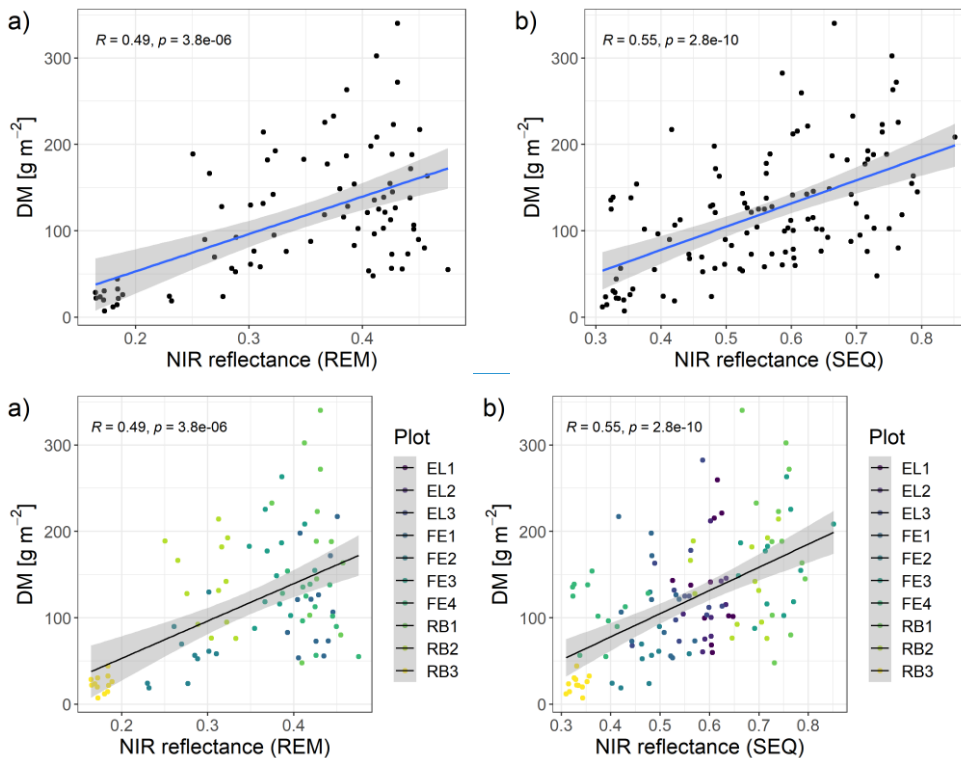 a)
R = 0.49, p = 3.8e-06
DM [g m⁻²]
300
200
100
0
0.2 0.3 0.4
NIR reflectance (REM)
b)
R = 0.55, p = 2.8e-10
DM [g m⁻²]
300
200
100
0
0.3 0.4 0.5 0.6 0.7 0.8
NIR reflectance (SEQ)
a)
R = 0.49, p = 3.8e-06
DM [g m⁻²]
300
200
100
0
0.2 0.3 0.4
NIR reflectance (REM)
Plot
EL1
EL2
EL3
FE1
FE2
FE3
FE4
RB1
RB2
RB3
b)
R = 0.55, p = 2.8e-10
DM [g m⁻²]
300
200
100
0
0.3 0.4 0.5 0.6 0.7 0.8
NIR reflectance (SEQ)
Plot
EL1
EL2
EL3
FE1
FE2
FE3
FE4
RB1
RB2
RB3